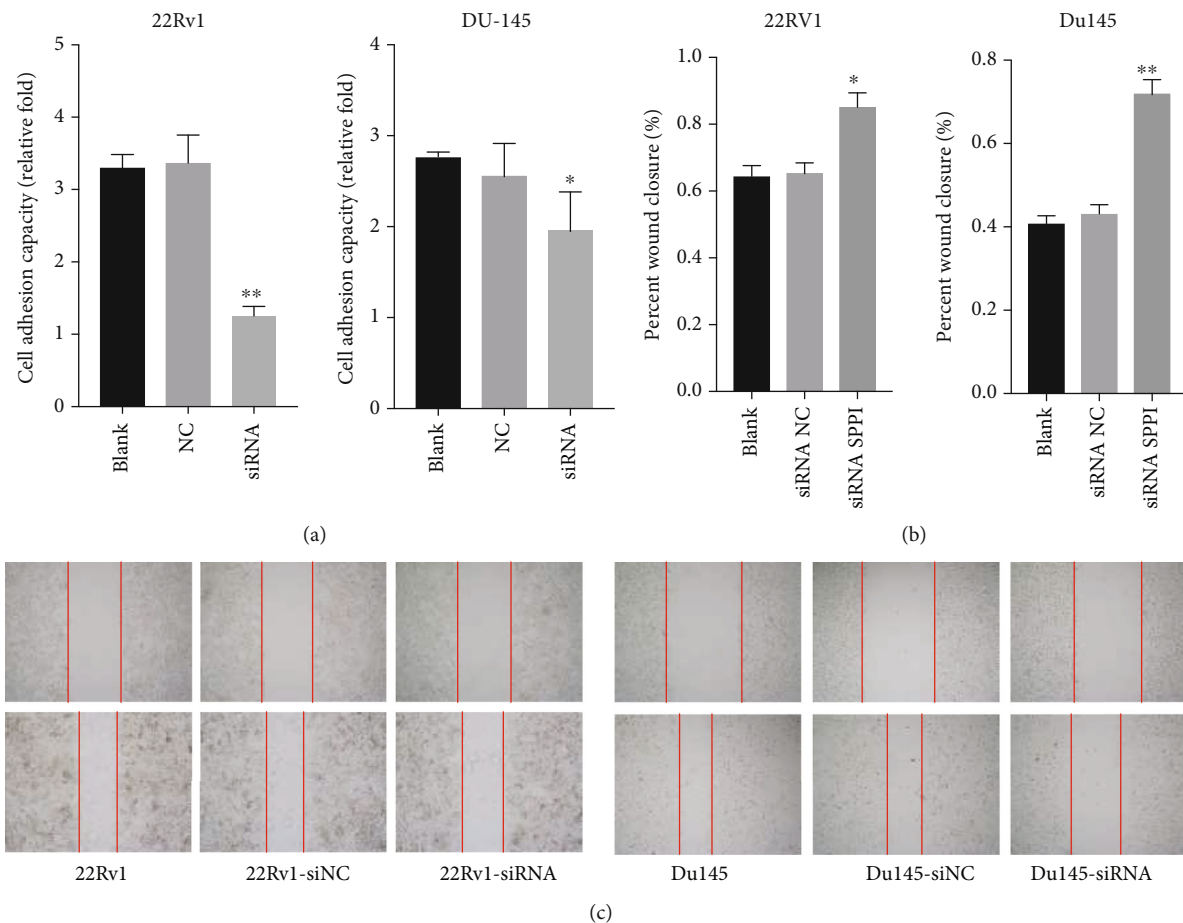 22Rv1
Cell adhesion capacity (relative fold)
5
4
3
2
1
0
**
Blank
NC
siRNA
DU-145
Cell adhesion capacity (relative fold)
4
3
2
1
0
*
Blank
NC
siRNA
(a)
22RV1
Percent wound closure (%)
1.0
0.8
0.6
0.4
0.2
0.0
*
Blank
siRNA NC
siRNA SPPI
Du145
Percent wound closure (%)
0.8
0.6
0.4
0.2
0.0
**
Blank
siRNA NC
siRNA SPPI
(b)
22Rv1
22Rv1-siNC
22Rv1-siRNA
Du145
Du145-siNC
Du145-siRNA
(c)